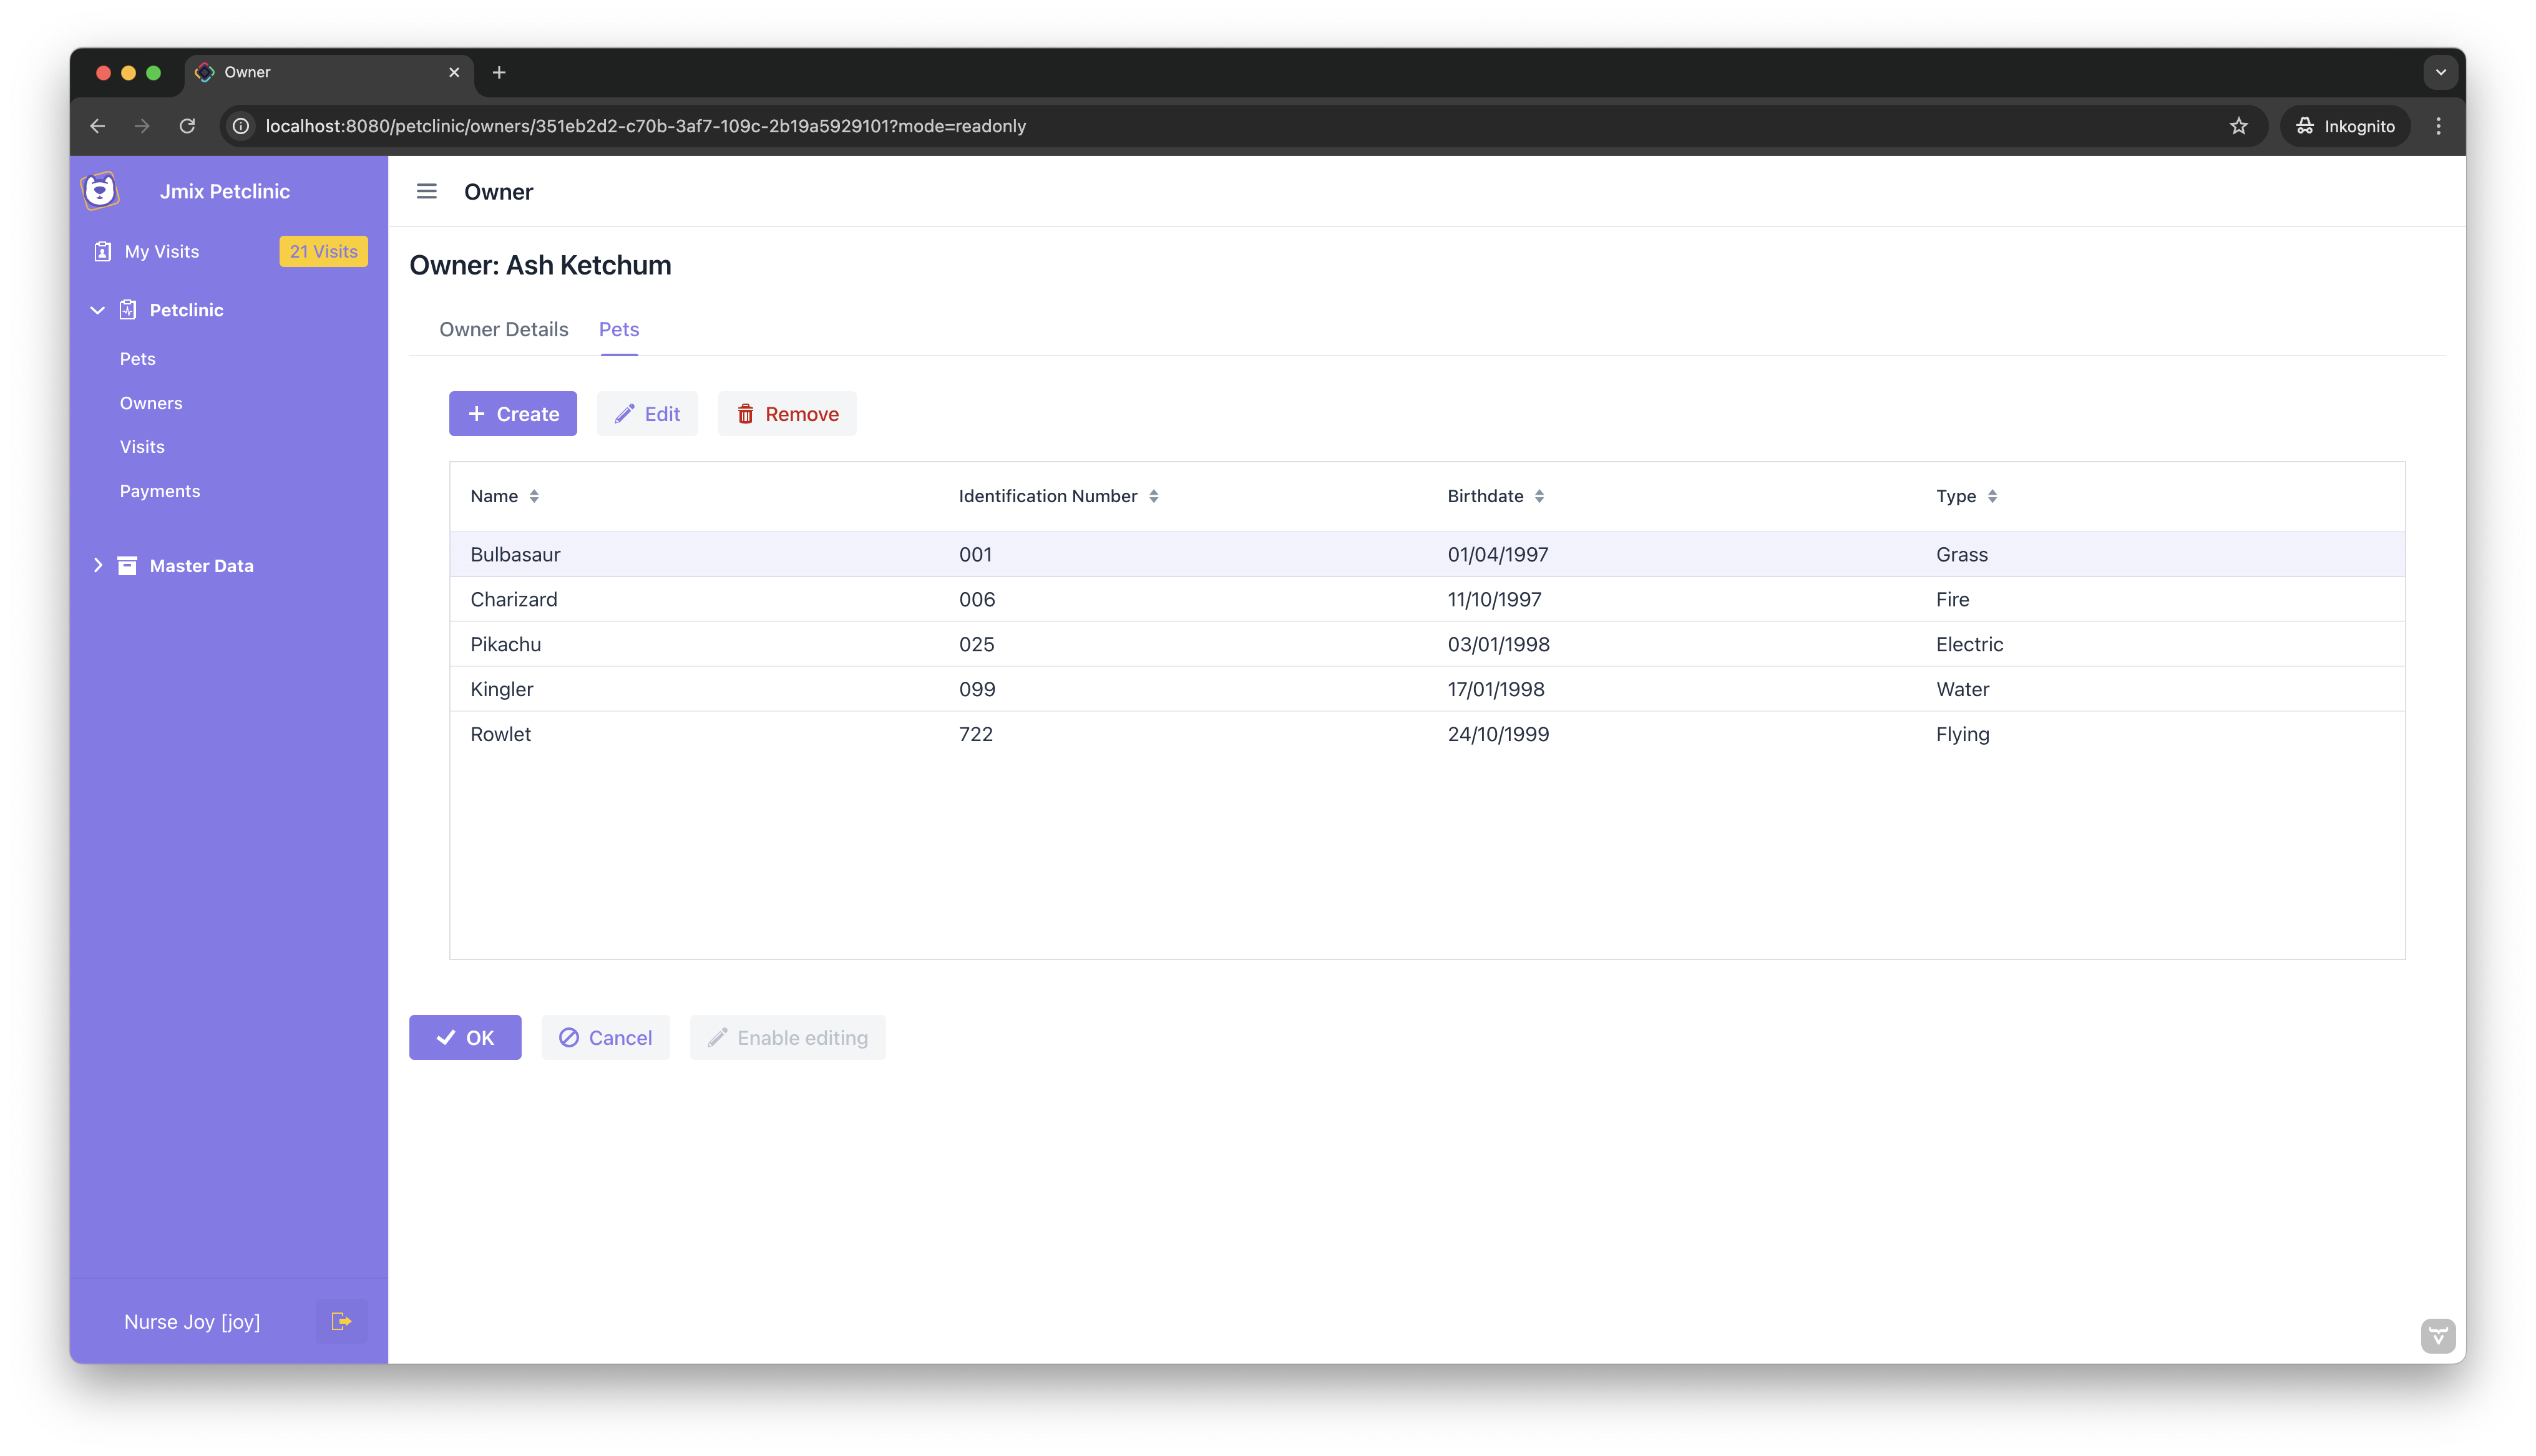 Owner
localhost:8080/petclinic/owners/351eb2d2-c70b-3af7-109c-2b19a5929101?mode=readonly
Inkognito
Jmix Petclinic
My Visits
21 Visits
Petclinic
Pets
Owners
Visits
Payments
Master Data
Nurse Joy [joy]
Owner
Owner: Ash Ketchum
Owner Details Pets
Create Edit Remove
Name Identification Number Birthdate Type
Bulbasaur 001 01/04/1997 Grass
Charizard 006 11/10/1997 Fire
Pikachu 025 03/01/1998 Electric
Kingler 099 17/01/1998 Water
Rowlet 722 24/10/1999 Flying
OK Cancel Enable editing